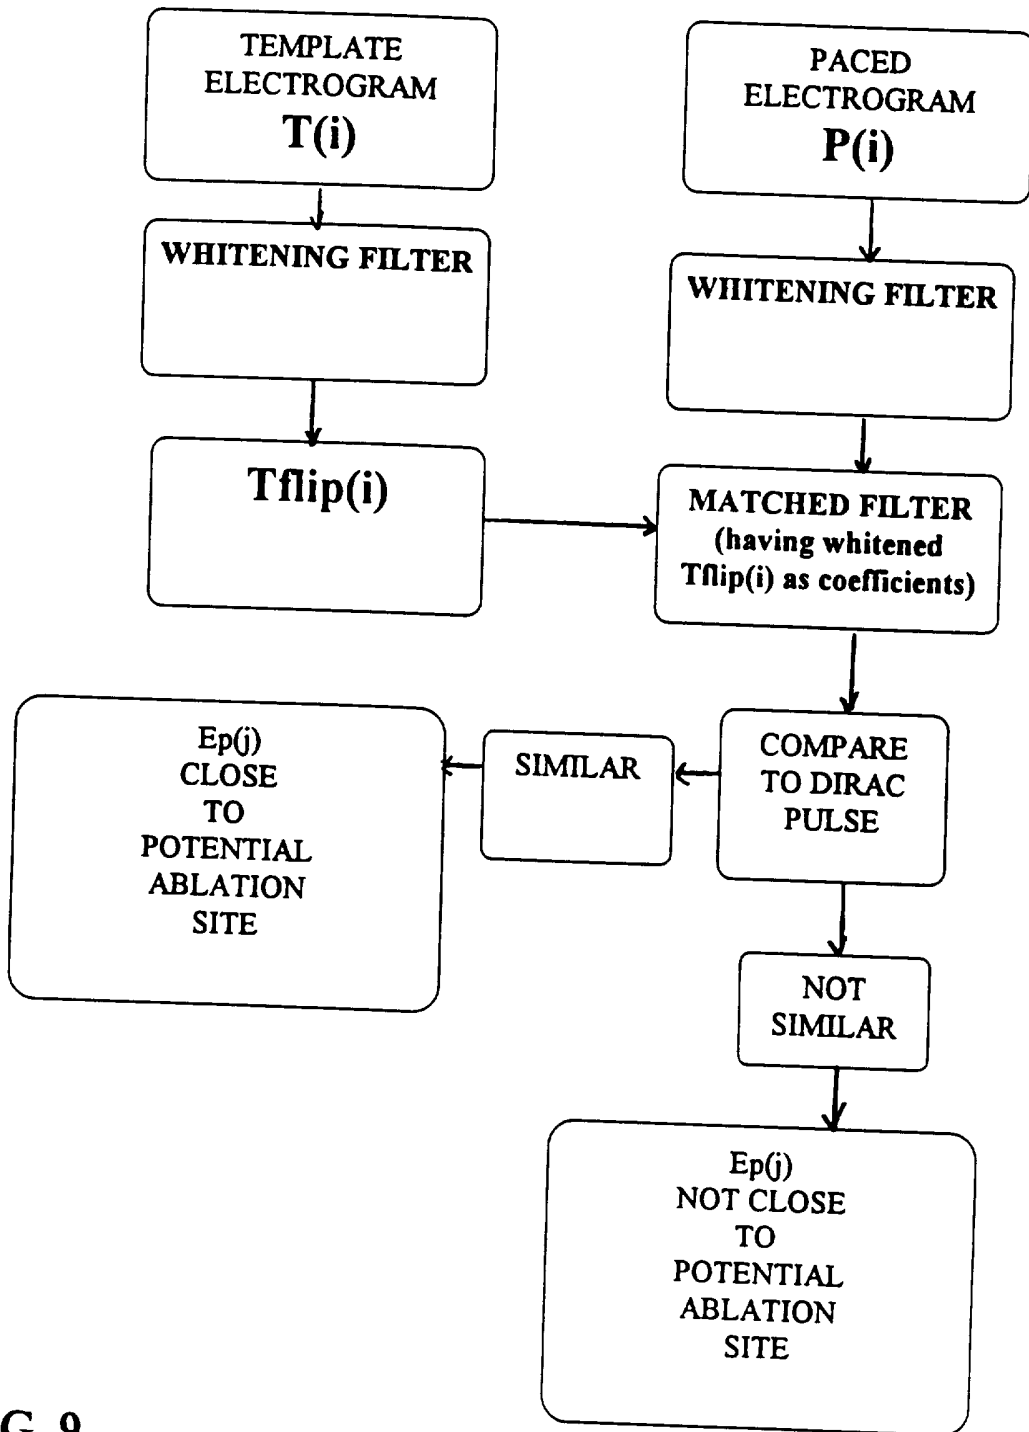 TEMPLATE
ELECTROGRAM
T(i)
PACED
ELECTROGRAM
P(i)
WHITENING FILTER
WHITENING FILTER
Tflip(i)
MATCHED FILTER
(having whitened
Tflip(i) as coefficients)
Ep(j)
CLOSE
TO
POTENTIAL
ABLATION
SITE
SIMILAR
COMPARE
TO DIRAC
PULSE
NOT
SIMILAR
Ep(j)
NOT CLOSE
TO
POTENTIAL
ABLATION
SITE
G. 9